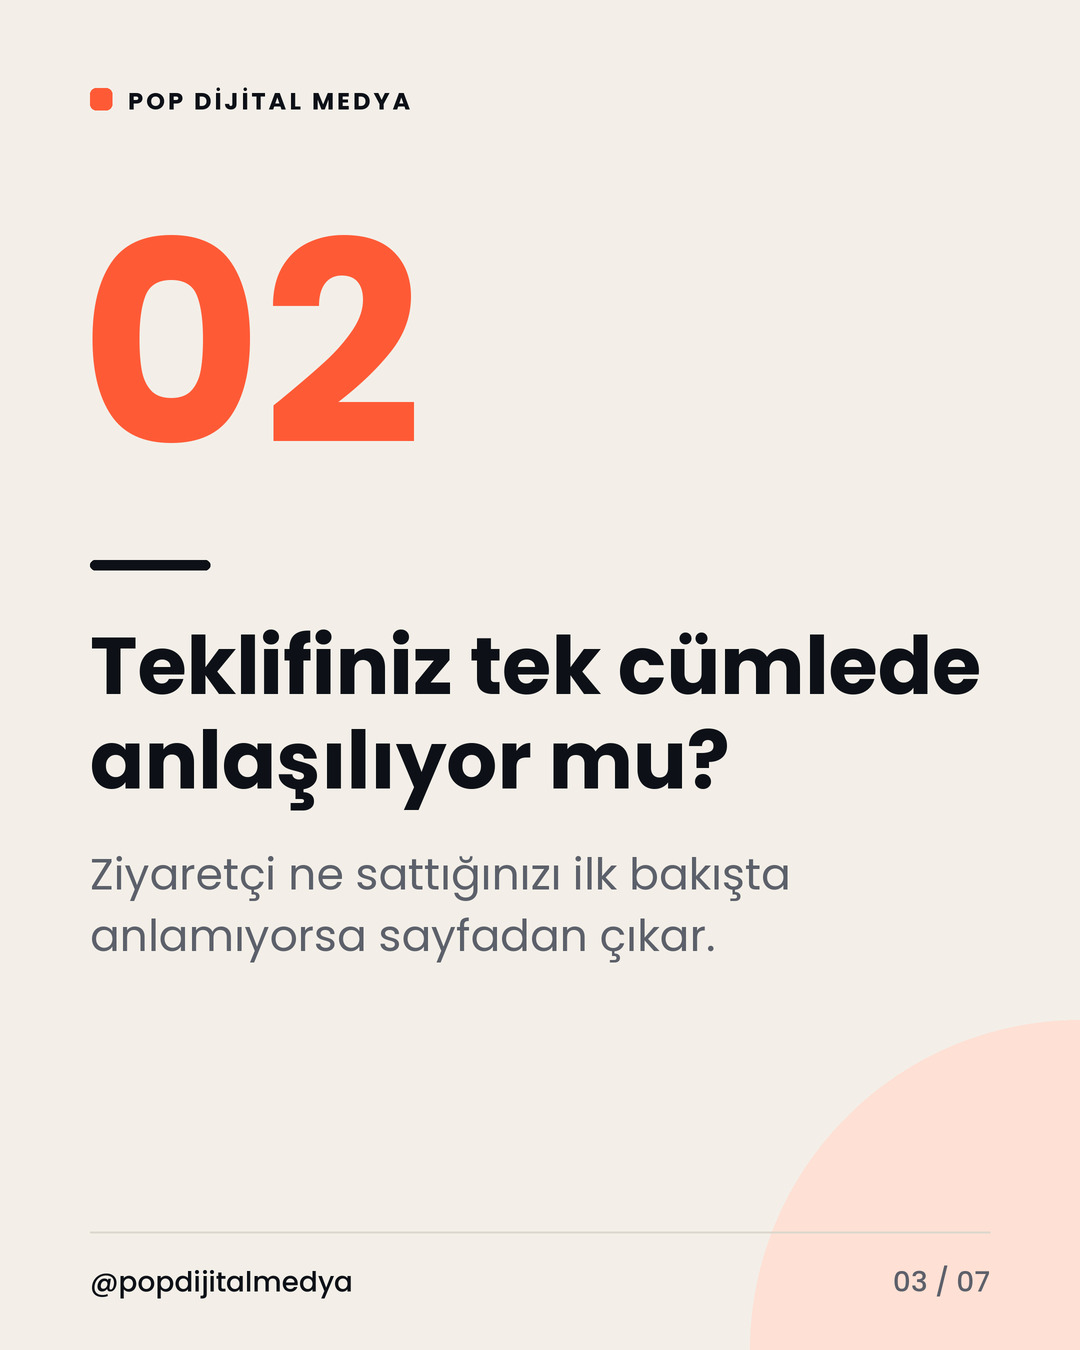 POP DİJİTAL MEDYA
02
Teklifiniz tek cümlede
anlaşılıyor mu?
Ziyaretçi ne sattığınızı ilk bakışta
anlamıyorsa sayfadan çıkar.
@popdijitalmedya
03 / 07